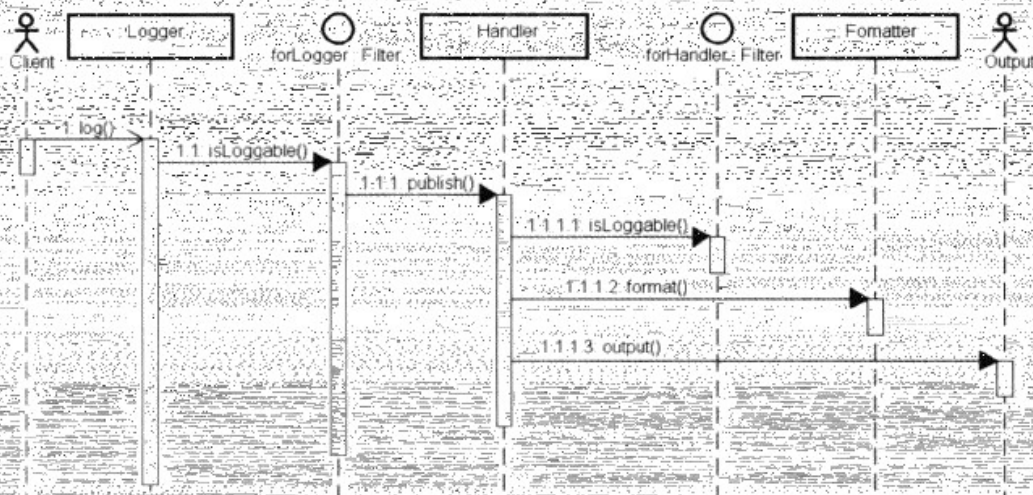 Logger
Handler
Fomatter
Client
forLogger Filter
forHandler Filter
Output
1: log()
1.1: isLoggable()
1.1.1: publish()
1.1.1.1: isLoggable()
1.1.1.2: format()
1.1.1.3: output()